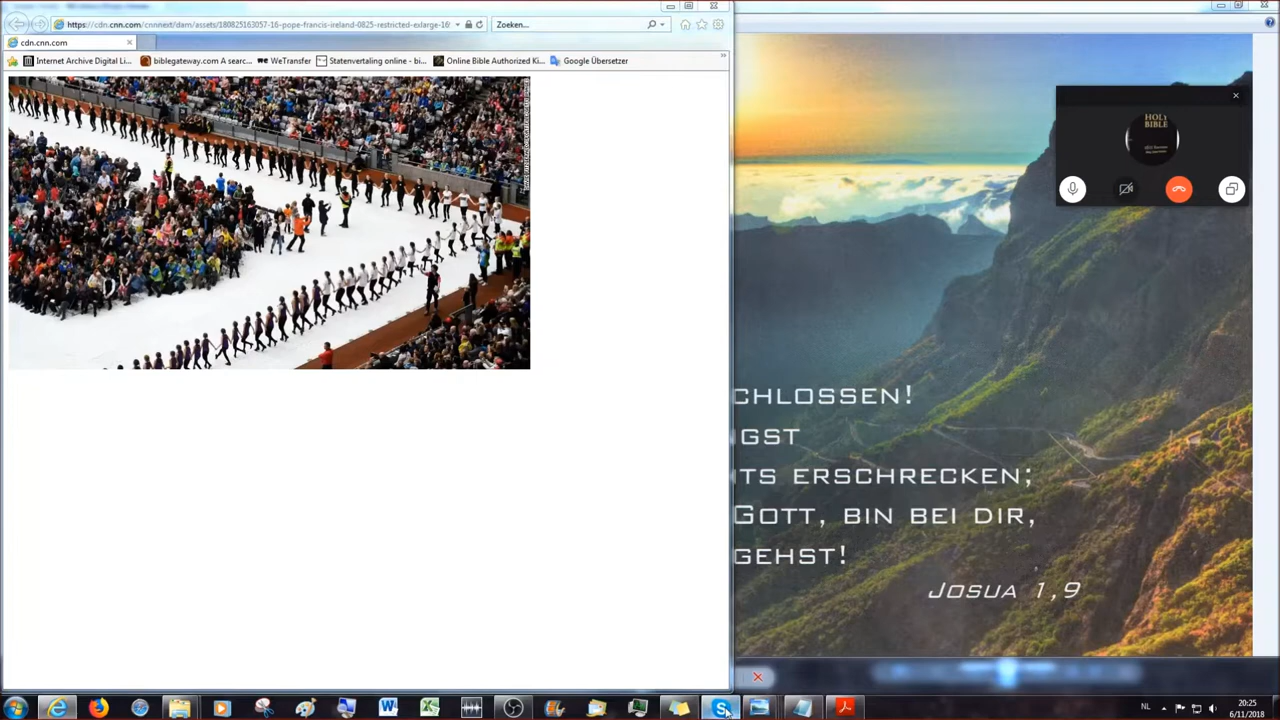 https://cdn.cnn.com/cnnnext/dam/assets/180825163057-16-pope-francis-ireland-0825-restricted-exlarge-16
Zoeken...
cdn.cnn.com
Internet Archive Digital Li...
biblegateway.com A searc...
WeTransfer
Statenvertaling online - bi...
Online Bible Authorized Ki...
Google Übersetzer
HOLY
BIBLE
CHLOSSEN!
NGST
TS ERSCHRECKEN;
GOTT, BIN BEI DIR,
GEHST!
JOSUA 1,9
NL
20:25
6/11/2018